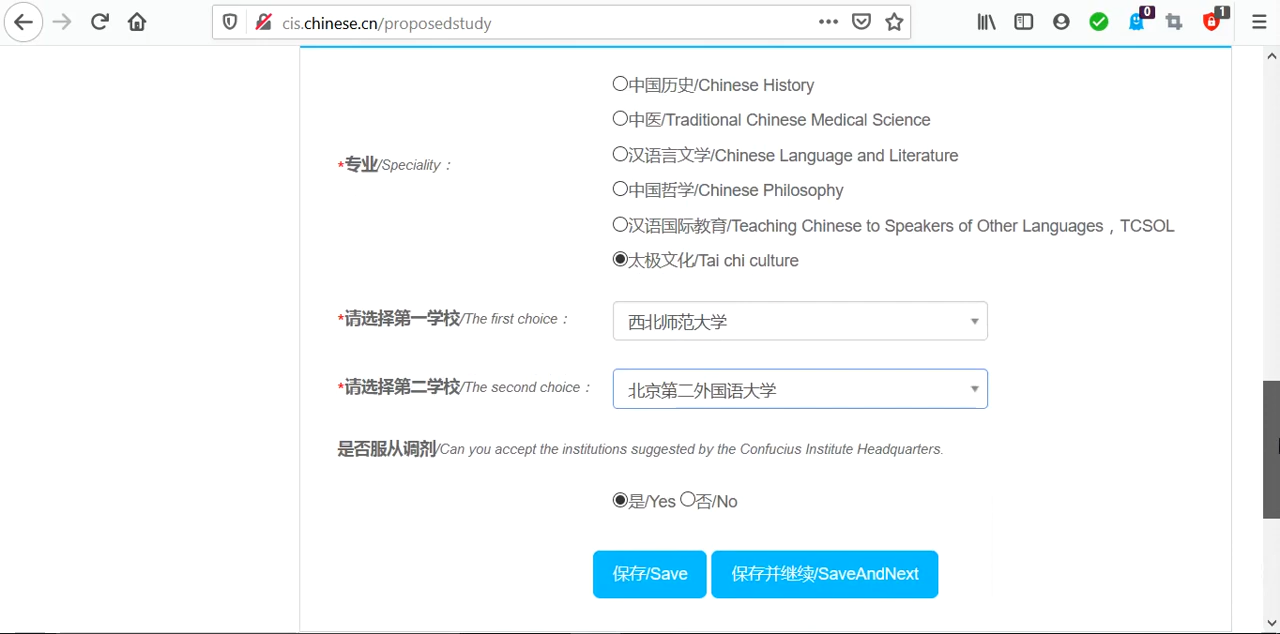 cis.chinese.cn/proposedstudy
0
1
中国历史/Chinese History
中医/Traditional Chinese Medical Science
汉语言文学/Chinese Language and Literature
*专业/Speciality：
中国哲学/Chinese Philosophy
汉语国际教育/Teaching Chinese to Speakers of Other Languages，TCSOL
太极文化/Tai chi culture
*请选择第一学校/The first choice： 西北师范大学
*请选择第二学校/The second choice： 北京第二外国语大学
是否服从调剂/Can you accept the institutions suggested by the Confucius Institute Headquarters.
是/Yes 否/No
保存/Save 保存并继续/SaveAndNext